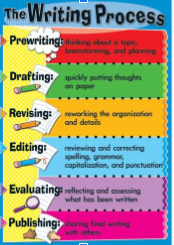 The Writing Process
Prewriting: thinking about a topic,
brainstorming, and planning
Drafting: quickly putting thoughts
on paper
Revising: reworking the organization
and details
Editing: reviewing and correcting
spelling, grammar,
capitalization, and punctuation
Evaluating: reflecting and assessing
what has been written
Publishing: sharing final writing
with others